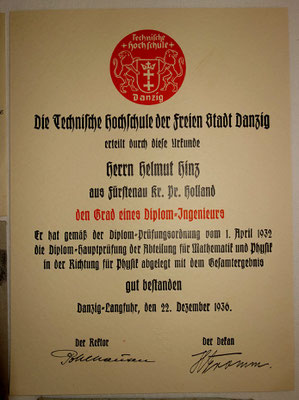 Technische
Hochschule
Danzig
Die Technische Hochschule der Freien Stadt Danzig
erteilt durch diese Urkunde
Herrn Helmut Hinz
aus Fürstenau Kr. Pr. Holland
den Grad eines Diplom-Ingenieurs
Er hat gemäß der Diplom-Prüfungsordnung vom 1. April 1932
die Diplom-Hauptprüfung der Abteilung für Mathematik und Physik
in der Richtung für Physik abgelegt mit dem Gesamtergebnis
gut bestanden
Danzig-Langfuhr, den 22. Dezember 1936.
Der Rektor
Der Dekan
Pohlhausen